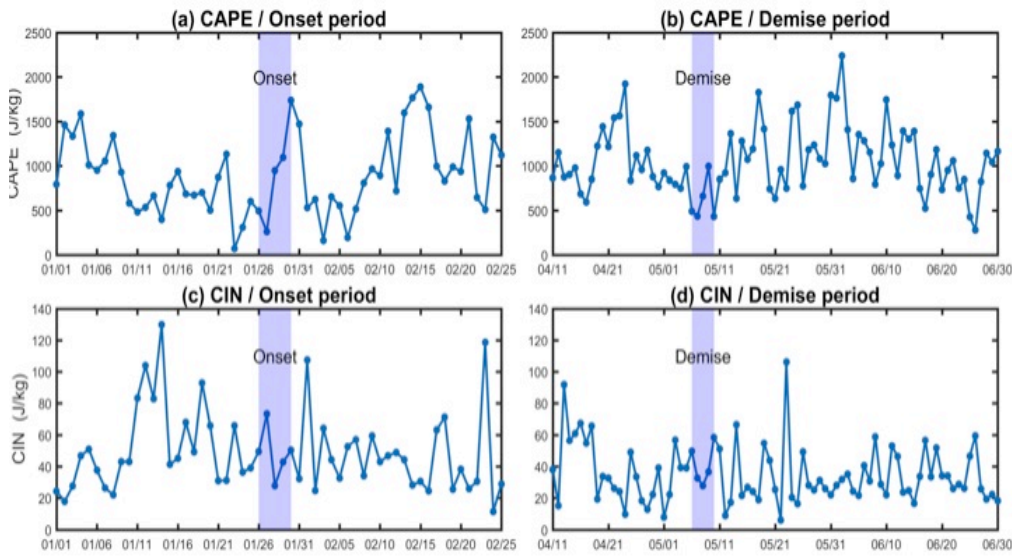 (a) CAPE / Onset period
(b) CAPE / Demise period
CAPE (J/kg)
2500
2000
1500
1000
500
0
Onset
01/01 01/06 01/11 01/16 01/21 01/26 01/31 02/05 02/10 02/15 02/20 02/25
2500
2000
1500
1000
500
0
Demise
04/11 04/21 05/01 05/11 05/21 05/31 06/10 06/20 06/30
(c) CIN / Onset period
(d) CIN / Demise period
CIN (J/kg)
140
120
100
80
60
40
20
0
Onset
01/01 01/06 01/11 01/16 01/21 01/26 01/31 02/05 02/10 02/15 02/20 02/25
140
120
100
80
60
40
20
0
Demise
04/11 04/21 05/01 05/11 05/21 05/31 06/10 06/20 06/30